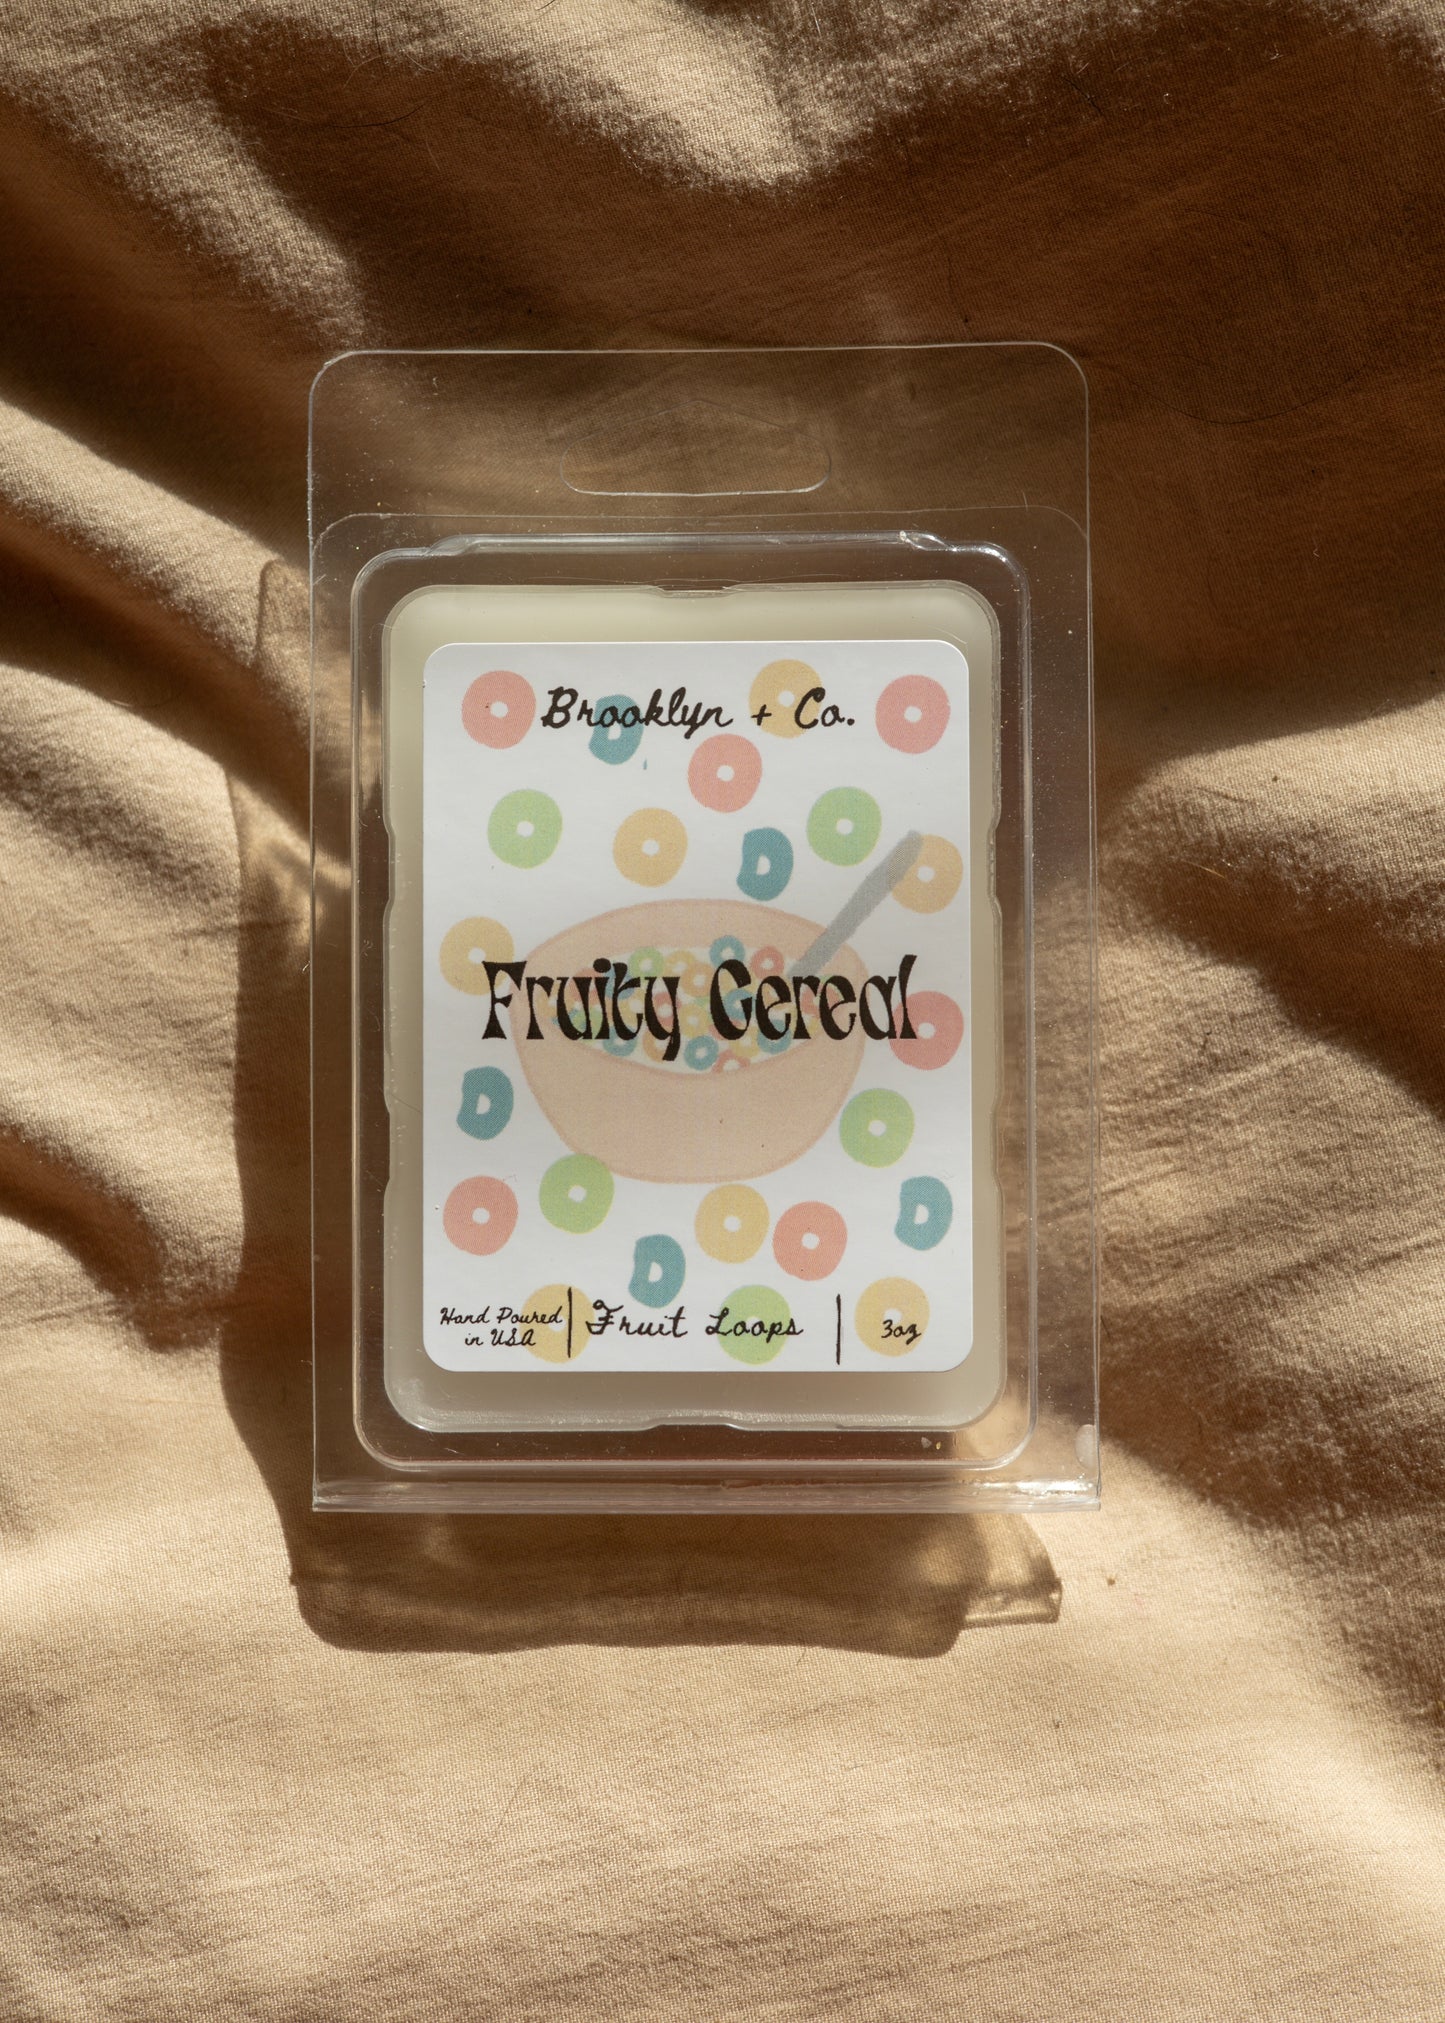 Brooklyn + Co.
Fruity Cereal
Hand Poured
in USA
Fruit Loops
3oz